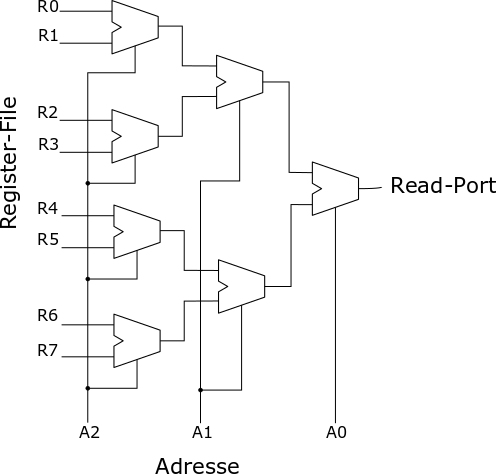 R0
R1
R2
R3
R4
R5
R6
R7
Register-File
Read-Port
A2
A1
A0
Adresse